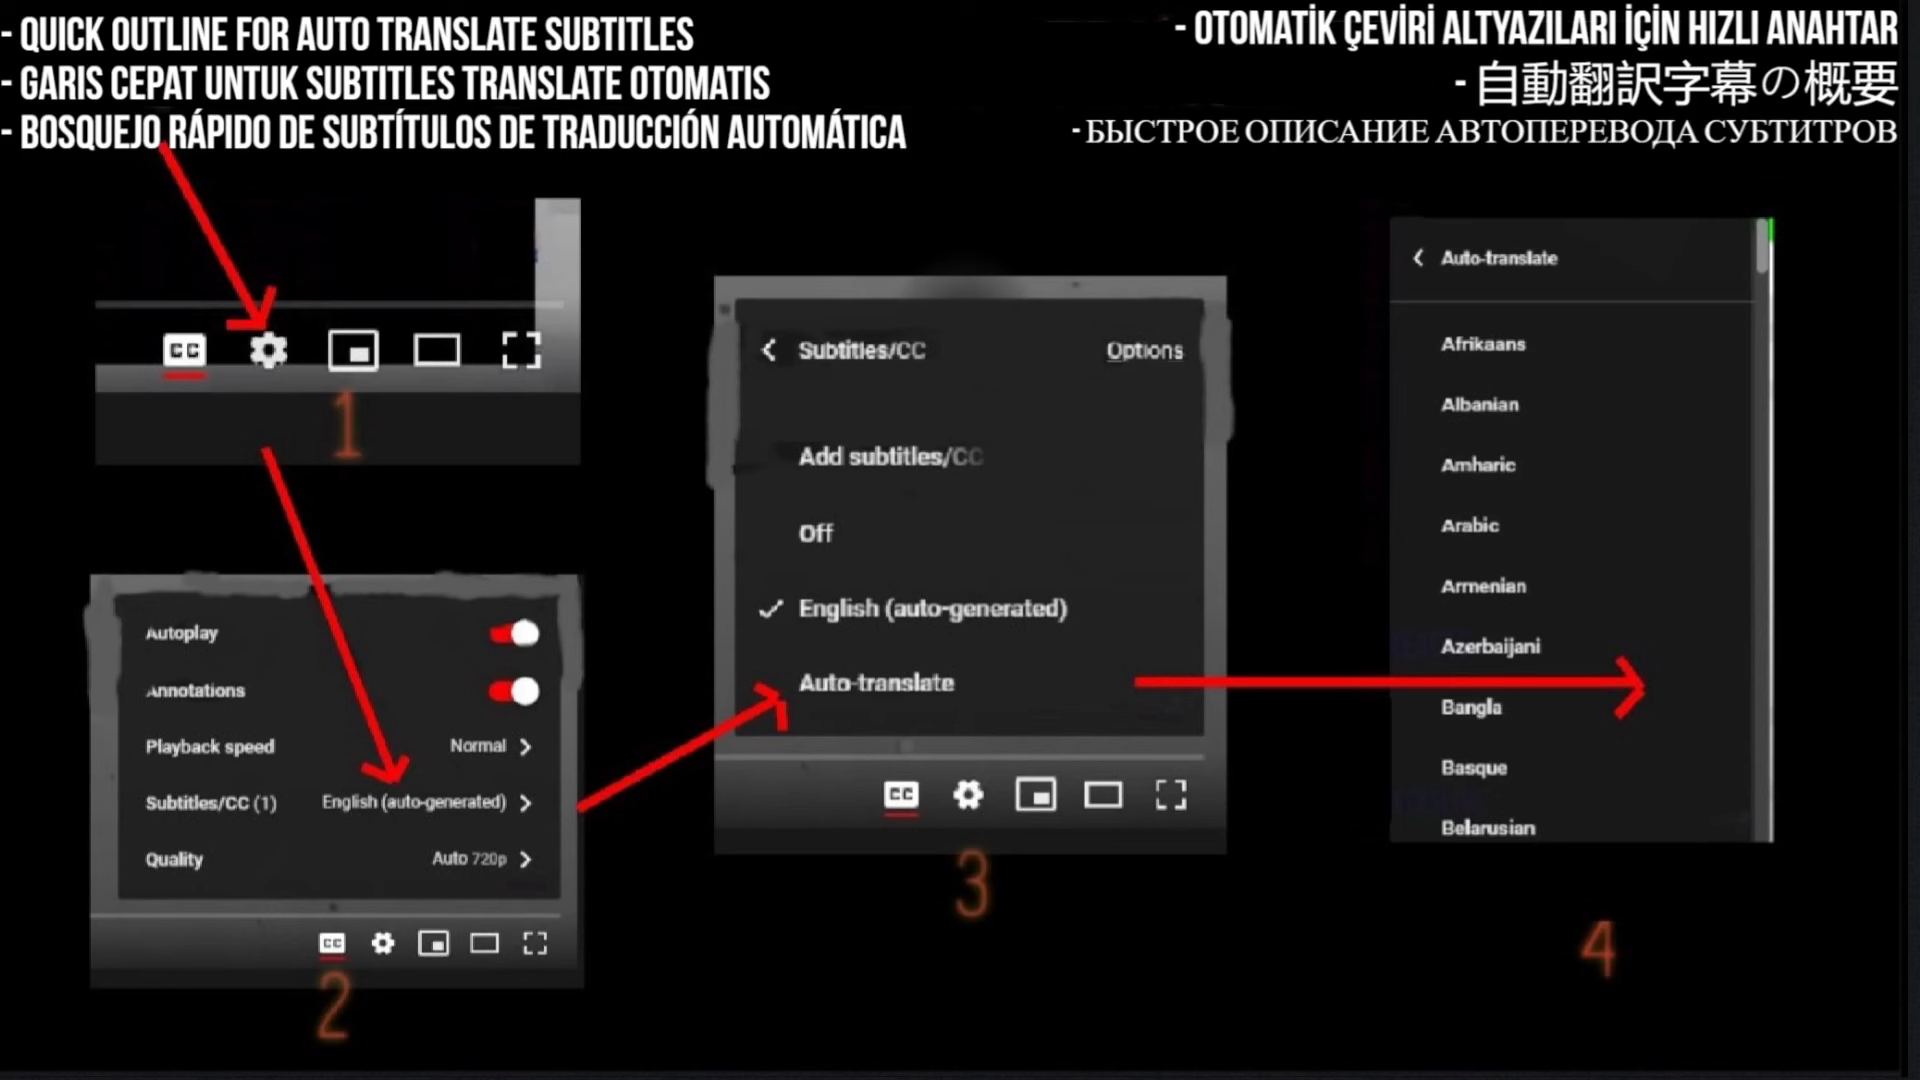 - QUICK OUTLINE FOR AUTO TRANSLATE SUBTITLES
- GARIS CEPAT UNTUK SUBTITLES TRANSLATE OTOMATIS
- BOSQUEJO RÁPIDO DE SUBTÍTULOS DE TRADUCCIÓN AUTOMÁTICA
- OTOMATİK ÇEVİRİ ALTYAZILARI İÇİN HIZLI ANAHTAR
- 自動翻訳字幕の概要
- БЫСТРОЕ ОПИСАНИЕ АВТОПЕРЕВОДА СУБТИТРОВ
CC
1
Autoplay
Annotations
Playback speed Normal
Subtitles/CC (1) English (auto-generated)
Quality Auto 720p
CC
2
Subtitles/CC Options
Add subtitles/CC
Off
English (auto-generated)
Auto-translate
CC
3
Auto-translate
Afrikaans
Albanian
Amharic
Arabic
Armenian
Azerbaijani
Bangla
Basque
Belarusian
4